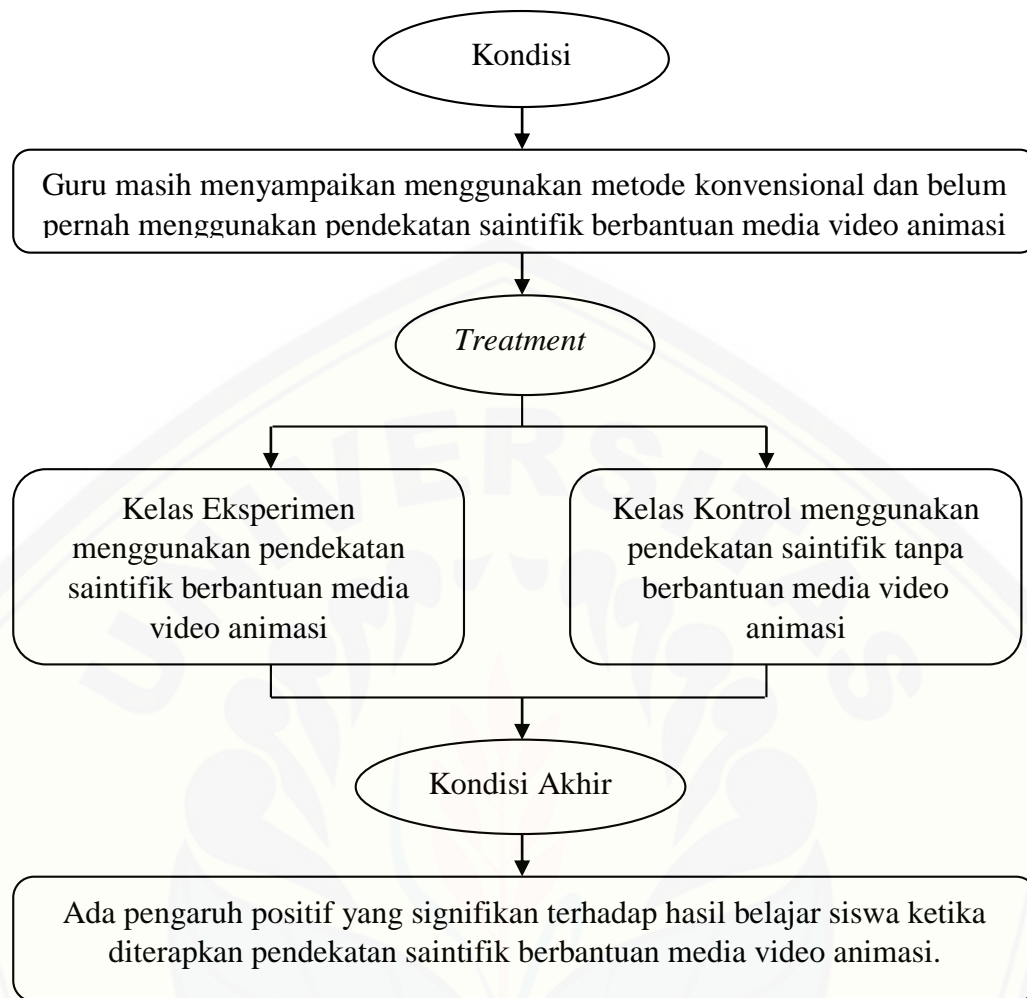 Kondisi
Guru masih menyampaikan menggunakan metode konvensional dan belum
pernah menggunakan pendekatan saintifik berbantuan media video animasi
Treatment
UNIVERSITAS
Kelas Eksperimen
menggunakan pendekatan
saintifik berbantuan media
video animasi
Kelas Kontrol menggunakan
pendekatan saintifik tanpa
berbantuan media video
animasi
Kondisi Akhir
Ada pengaruh positif yang signifikan terhadap hasil belajar siswa ketika
diterapkan pendekatan saintifik berbantuan media video animasi.